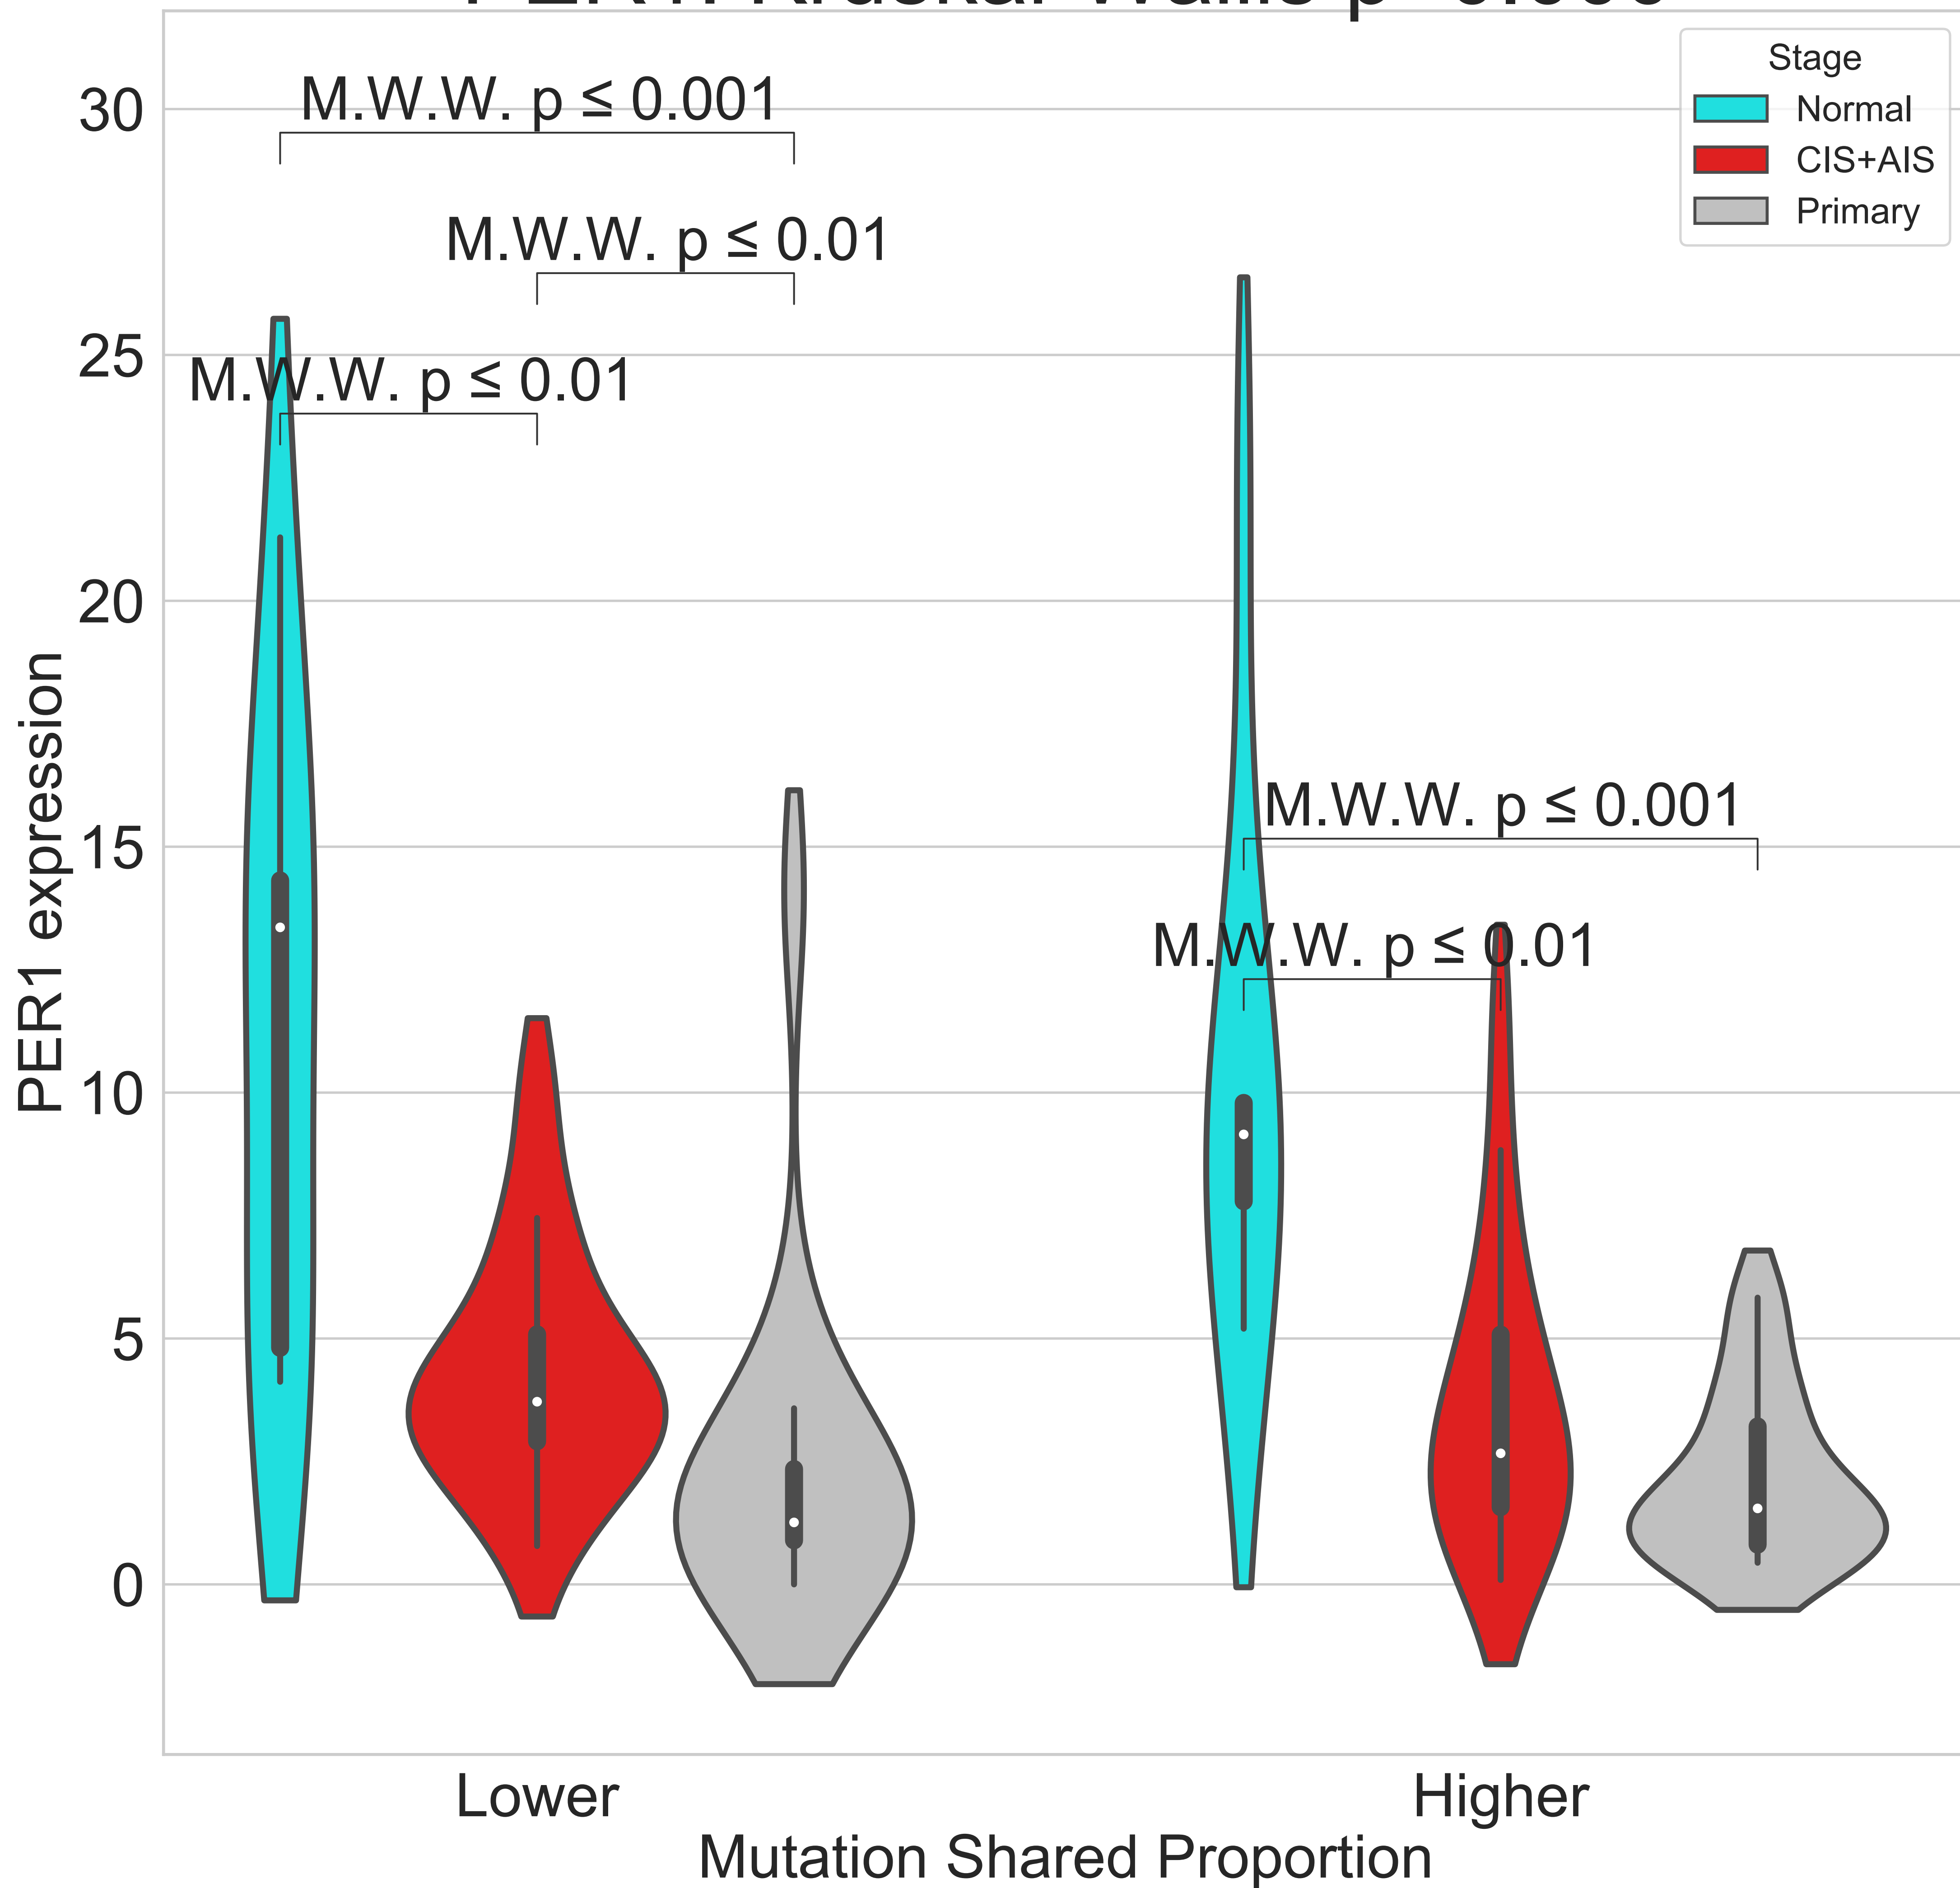 Stage
Normal
CIS+AIS
Primary
M.W.W. p ≤ 0.001
M.W.W. p ≤ 0.01
M.W.W. p ≤ 0.01
M.W.W. p ≤ 0.001
M.W.W. p ≤ 0.01
30
25
20
15
10
5
0
PER1 expression
Lower
Higher
Mutation Shared Proportion